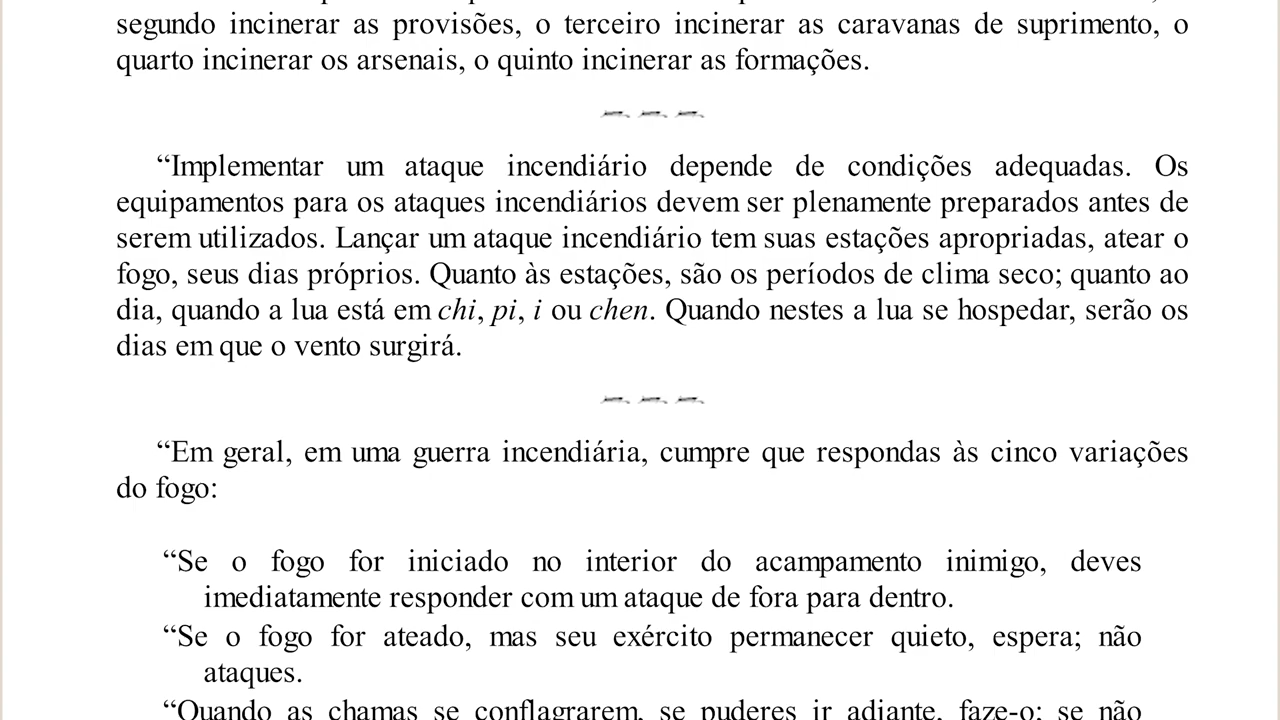 segundo incinerar as provisões, o terceiro incinerar as caravanas de suprimento, o
quarto incinerar os arsenais, o quinto incinerar as formações.
“Implementar um ataque incendiário depende de condições adequadas. Os
equipamentos para os ataques incendiários devem ser plenamente preparados antes de
serem utilizados. Lançar um ataque incendiário tem suas estações apropriadas, atear o
fogo, seus dias próprios. Quanto às estações, são os períodos de clima seco; quanto ao
dia, quando a lua está em chi, pi, i ou chen. Quando nestes a lua se hospedar, serão os
dias em que o vento surgirá.
“Em geral, em uma guerra incendiária, cumpre que respondas às cinco variações
do fogo:
“Se o fogo for iniciado no interior do acampamento inimigo, deves
imediatamente responder com um ataque de fora para dentro.
“Se o fogo for ateado, mas seu exército permanecer quieto, espera; não
ataques.
“Quando as chamas se conflagrarem, se puderes ir adiante, faze-o; se não